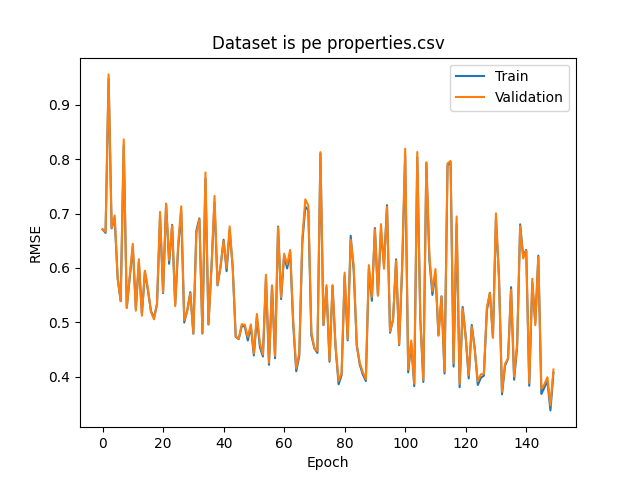 Dataset is pe properties.csv
Train
Validation
RMSE
0.9
0.8
0.7
0.6
0.5
0.4
0 20 40 60 80 100 120 140
Epoch